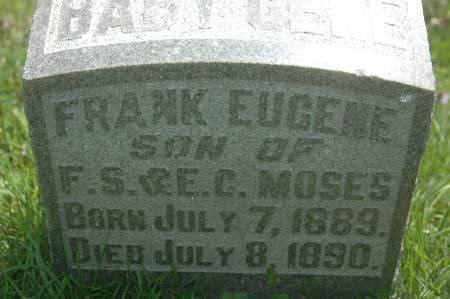 BABY GENE
FRANK EUGENE
SON OF
F.S. & E.C. MOSES
BORN JULY 7, 1889.
DIED JULY 8, 1890.